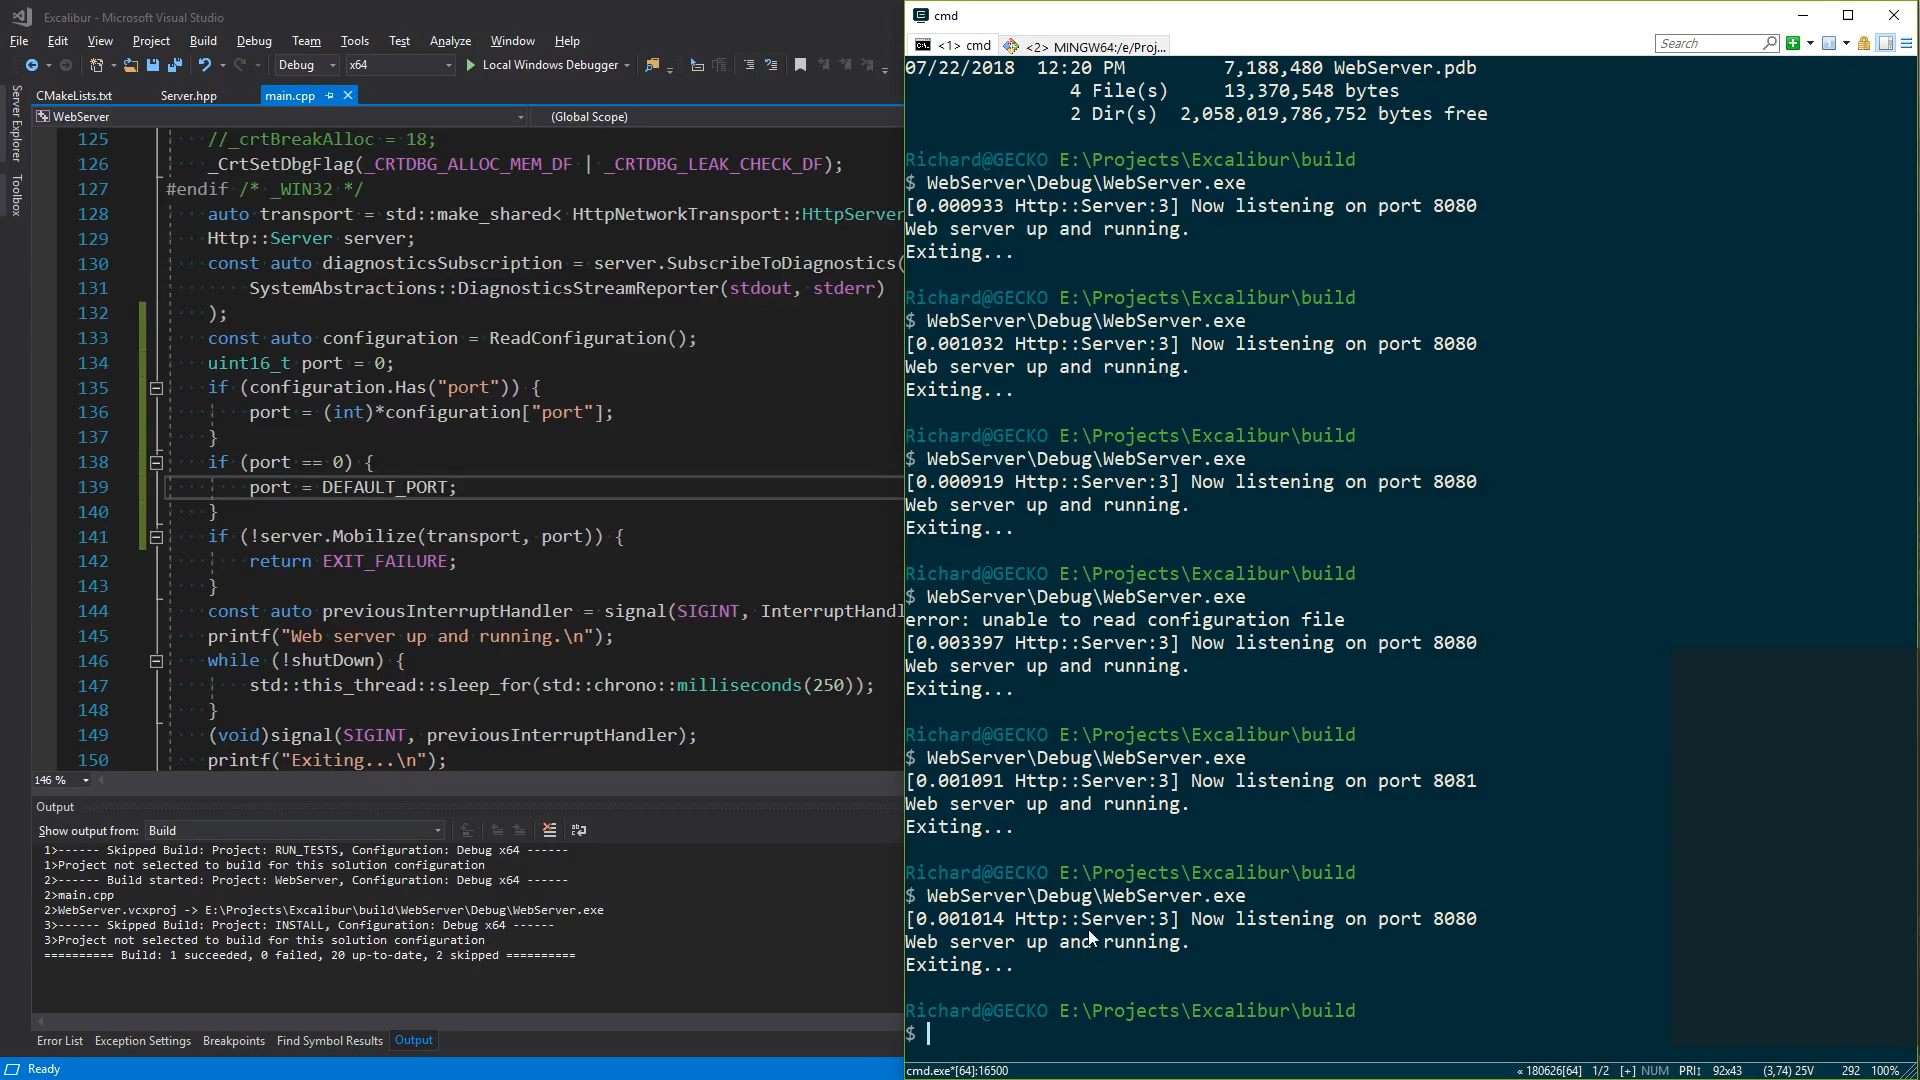 Excalibur - Microsoft Visual Studio
File Edit View Project Build Debug Team Tools Test Analyze Window Help
Debug x64 Local Windows Debugger
CMakeLists.txt Server.hpp main.cpp
WebServer (Global Scope)
Server Explorer
Toolbox
125 //_crtBreakAlloc = 18;
126 _CrtSetDbgFlag(_CRTDBG_ALLOC_MEM_DF | _CRTDBG_LEAK_CHECK_DF);
127 #endif /* _WIN32 */
128 auto transport = std::make_shared< HttpNetworkTransport::HttpServer
129 Http::Server server;
130 const auto diagnosticsSubscription = server.SubscribeToDiagnostics(
131 SystemAbstractions::DiagnosticsStreamReporter(stdout, stderr)
132 );
133 const auto configuration = ReadConfiguration();
134 uint16_t port = 0;
135 if (configuration.Has("port")) {
136 port = (int)*configuration["port"];
137 }
138 if (port == 0) {
139 port = DEFAULT_PORT;
140 }
141 if (!server.Mobilize(transport, port)) {
142 return EXIT_FAILURE;
143 }
144 const auto previousInterruptHandler = signal(SIGINT, InterruptHandl
145 printf("Web server up and running.\n");
146 while (!shutDown) {
147 std::this_thread::sleep_for(std::chrono::milliseconds(250));
148 }
149 (void)signal(SIGINT, previousInterruptHandler);
150 printf("Exiting...\n");
146 %
Output
Show output from: Build
1>------ Skipped Build: Project: RUN_TESTS, Configuration: Debug x64 ------
1>Project not selected to build for this solution configuration
2>------ Build started: Project: WebServer, Configuration: Debug x64 ------
2>main.cpp
2>WebServer.vcxproj -> E:\Projects\Excalibur\build\WebServer\Debug\WebServer.exe
3>------ Skipped Build: Project: INSTALL, Configuration: Debug x64 ------
3>Project not selected to build for this solution configuration
========== Build: 1 succeeded, 0 failed, 20 up-to-date, 2 skipped ==========
Error List Exception Settings Breakpoints Find Symbol Results Output
Ready
cmd
<1> cmd <2> MINGW64:/e/Proj... Search
07/22/2018 12:20 PM 7,188,480 WebServer.pdb
4 File(s) 13,370,548 bytes
2 Dir(s) 2,058,019,786,752 bytes free
Richard@GECKO E:\Projects\Excalibur\build
$ WebServer\Debug\WebServer.exe
[0.000933 Http::Server:3] Now listening on port 8080
Web server up and running.
Exiting...
Richard@GECKO E:\Projects\Excalibur\build
$ WebServer\Debug\WebServer.exe
[0.001032 Http::Server:3] Now listening on port 8080
Web server up and running.
Exiting...
Richard@GECKO E:\Projects\Excalibur\build
$ WebServer\Debug\WebServer.exe
[0.000919 Http::Server:3] Now listening on port 8080
Web server up and running.
Exiting...
Richard@GECKO E:\Projects\Excalibur\build
$ WebServer\Debug\WebServer.exe
error: unable to read configuration file
[0.003397 Http::Server:3] Now listening on port 8080
Web server up and running.
Exiting...
Richard@GECKO E:\Projects\Excalibur\build
$ WebServer\Debug\WebServer.exe
[0.001091 Http::Server:3] Now listening on port 8081
Web server up and running.
Exiting...
Richard@GECKO E:\Projects\Excalibur\build
$ WebServer\Debug\WebServer.exe
[0.001014 Http::Server:3] Now listening on port 8080
Web server up and running.
Exiting...
Richard@GECKO E:\Projects\Excalibur\build
$
cmd.exe*[64]:16500 « 180626[64] 1/2 [+] NUM PRI↕ 92x43 (3,74) 25V 292 100%